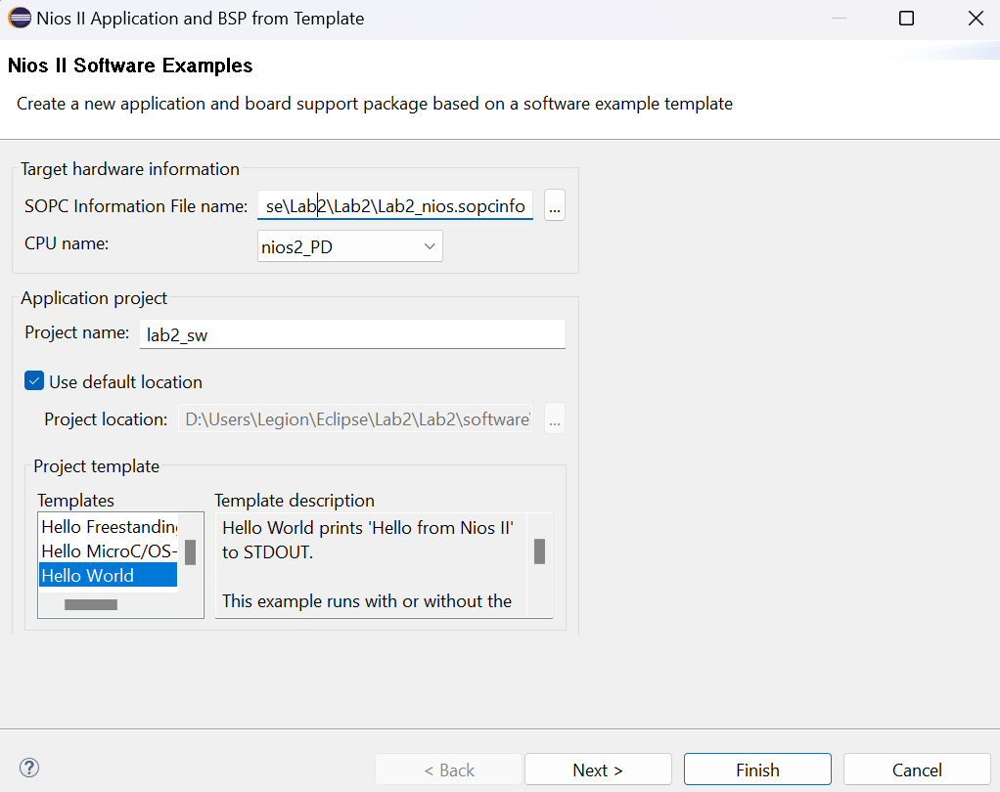 Nios II Application and BSP from Template
Nios II Software Examples
Create a new application and board support package based on a software example template
Target hardware information
SOPC Information File name: se\Lab2\Lab2\Lab2_nios.sopcinfo ...
CPU name: nios2_PD
Application project
Project name: lab2_sw
Use default location
Project location: D:\Users\Legion\Eclipse\Lab2\Lab2\software\ ...
Project template
Templates
Hello Freestanding
Hello MicroC/OS-
Hello World
Template description
Hello World prints 'Hello from Nios II'
to STDOUT.
This example runs with or without the
? < Back Next > Finish Cancel